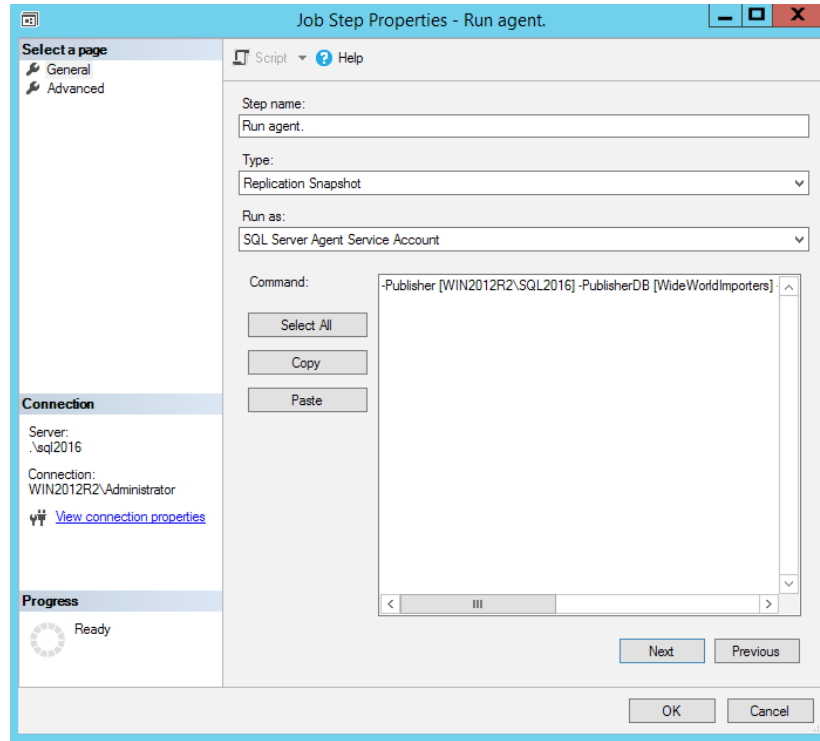 Job Step Properties - Run agent.
Select a page
General
Advanced
Script
Help
Step name:
Run agent.
Type:
Replication Snapshot
Run as:
SQL Server Agent Service Account
Command:
-Publisher [WIN2012R2\SQL2016] -PublisherDB [WideWorldImporters] -
Select All
Copy
Paste
Connection
Server:
.\sql2016
Connection:
WIN2012R2\Administrator
View connection properties
Progress
Ready
Next
Previous
OK
Cancel